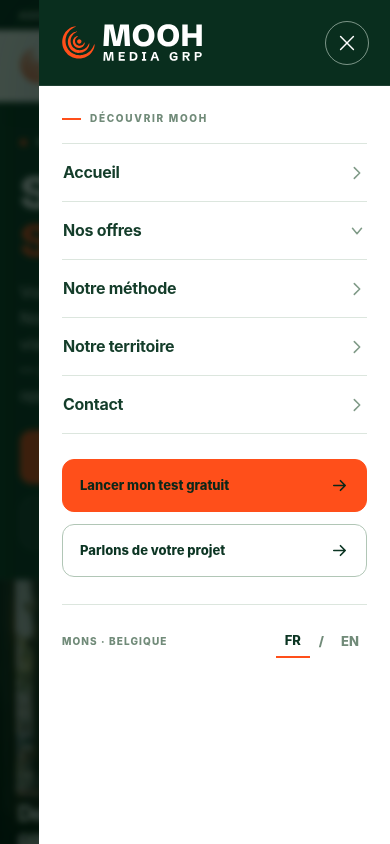 MOOH
MEDIA GRP
DÉCOUVRIR MOOH
Accueil
Nos offres
Notre méthode
Notre territoire
Contact
Lancer mon test gratuit
Parlons de votre projet
MONS · BELGIQUE
FR / EN